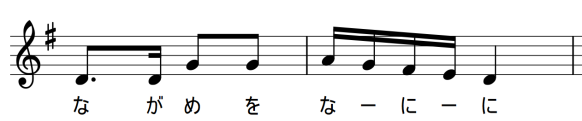 な が め を な ー に ー に